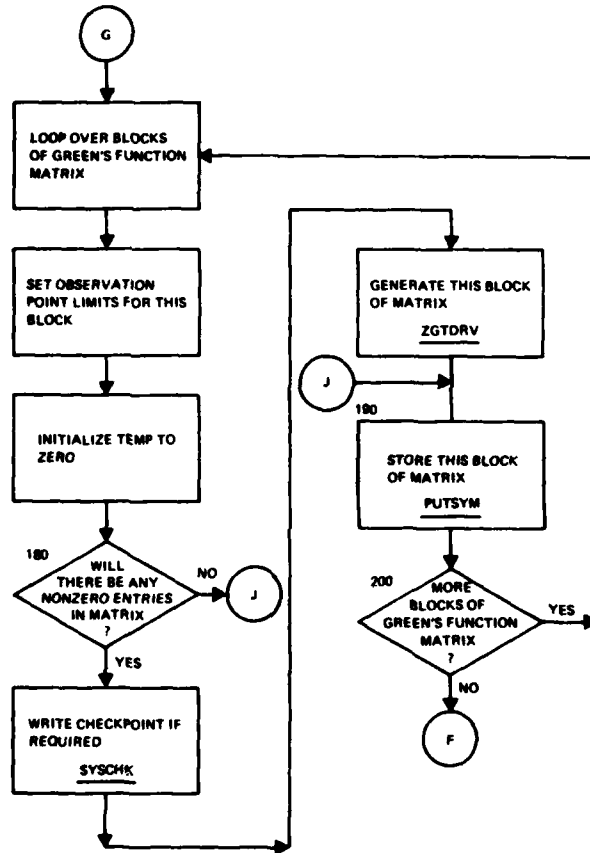 G
LOOP OVER BLOCKS
OF GREEN'S FUNCTION
MATRIX
SET OBSERVATION
POINT LIMITS FOR THIS
BLOCK
INITIALIZE TEMP TO
ZERO
180
WILL
THERE BE ANY
NONZERO ENTRIES
IN MATRIX
?
NO
J
YES
WRITE CHECKPOINT IF
REQUIRED
SYSCHK
GENERATE THIS BLOCK
OF MATRIX
ZGTDRV
J
190
STORE THIS BLOCK
OF MATRIX
PUTSYM
200
MORE
BLOCKS OF
GREEN'S FUNCTION
MATRIX
?
YES
NO
F